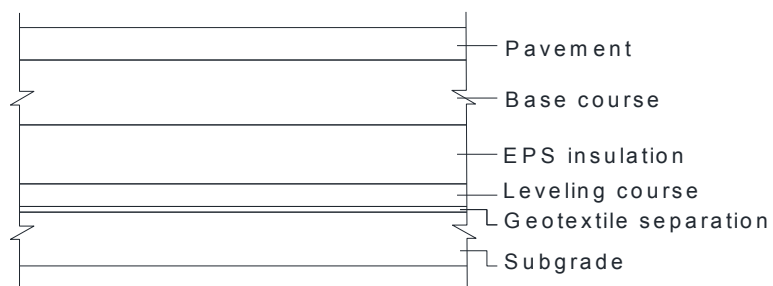 Pavement
Base course
EPS insulation
Leveling course
Geotextile separation
Subgrade